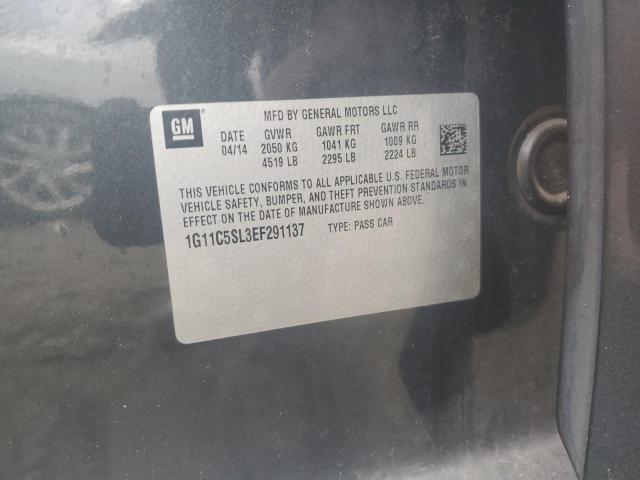 GM
MFD BY GENERAL MOTORS LLC
DATE GVWR GAWR FRT GAWR RR
04/14 2050 KG 1041 KG 1009 KG
4519 LB 2295 LB 2224 LB
THIS VEHICLE CONFORMS TO ALL APPLICABLE U.S. FEDERAL MOTOR
VEHICLE SAFETY, BUMPER, AND THEFT PREVENTION STANDARDS IN
EFFECT ON THE DATE OF MANUFACTURE SHOWN ABOVE.
1G11C5SL3EF291137 TYPE: PASS CAR